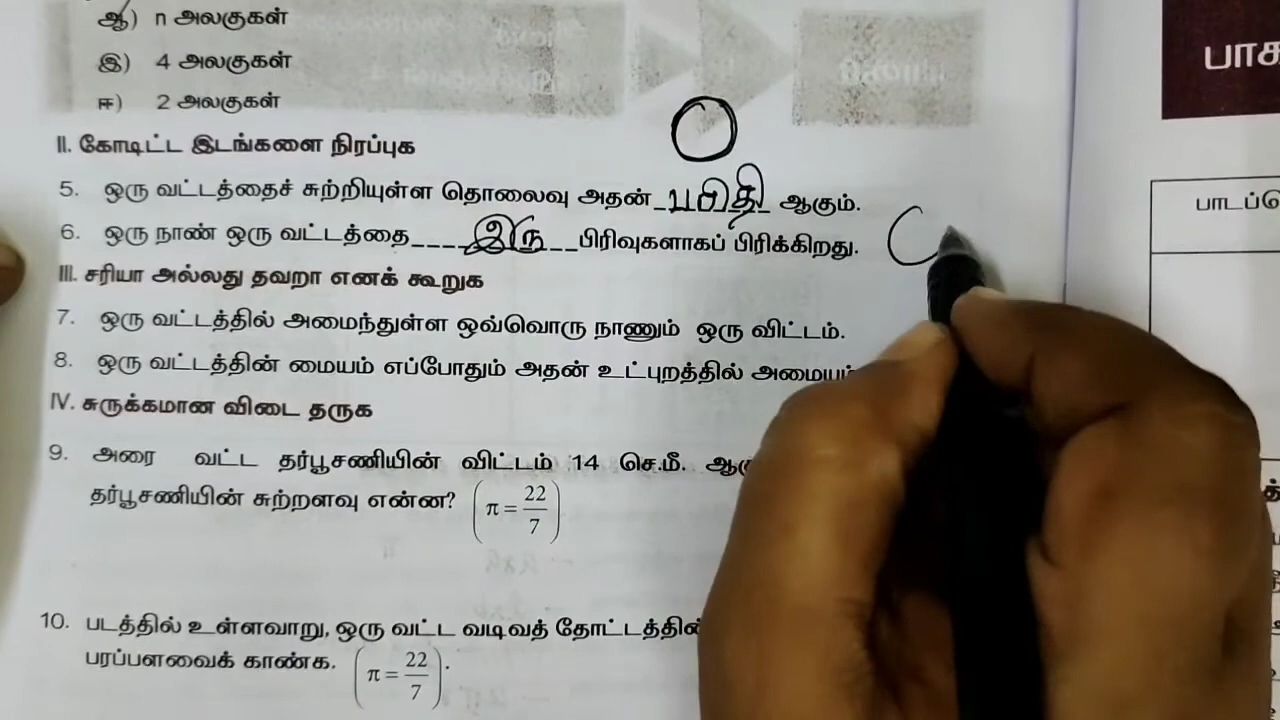 ஆ) n அலகுகள்
இ) 4 அலகுகள்
ஈ) 2 அலகுகள்
II. கோடிட்ட இடங்களை நிரப்புக
5. ஒரு வட்டத்தைச் சுற்றியுள்ள தொலைவு அதன் _பரிதி_ ஆகும்.
6. ஒரு நாண் ஒரு வட்டத்தை____இரு__பிரிவுகளாகப் பிரிக்கிறது.
III. சரியா அல்லது தவறா எனக் கூறுக
7. ஒரு வட்டத்தில் அமைந்துள்ள ஒவ்வொரு நாணும் ஒரு விட்டம்.
8. ஒரு வட்டத்தின் மையம் எப்போதும் அதன் உட்புறத்தில் அமையும்
IV. சுருக்கமான விடை தருக
9. அரை வட்ட தர்பூசணியின் விட்டம் 14 செ.மீ.
தர்பூசணியின் சுற்றளவு என்ன? (π = 22/7)
10. படத்தில் உள்ளவாறு, ஒரு வட்ட வடிவத் தோட்டத்தின்
பரப்பளவைக் காண்க. (π = 22/7).